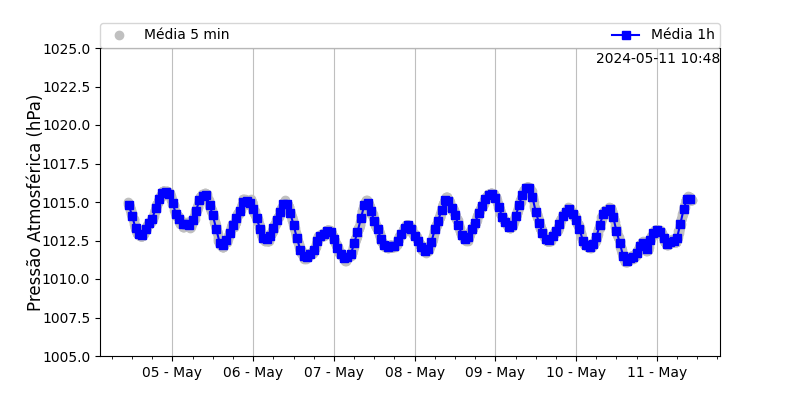 Média 5 min
Média 1h
2024-05-11 10:48
Pressão Atmosférica (hPa)
1025.0
1022.5
1020.0
1017.5
1015.0
1012.5
1010.0
1007.5
1005.0
05 - May
06 - May
07 - May
08 - May
09 - May
10 - May
11 - May